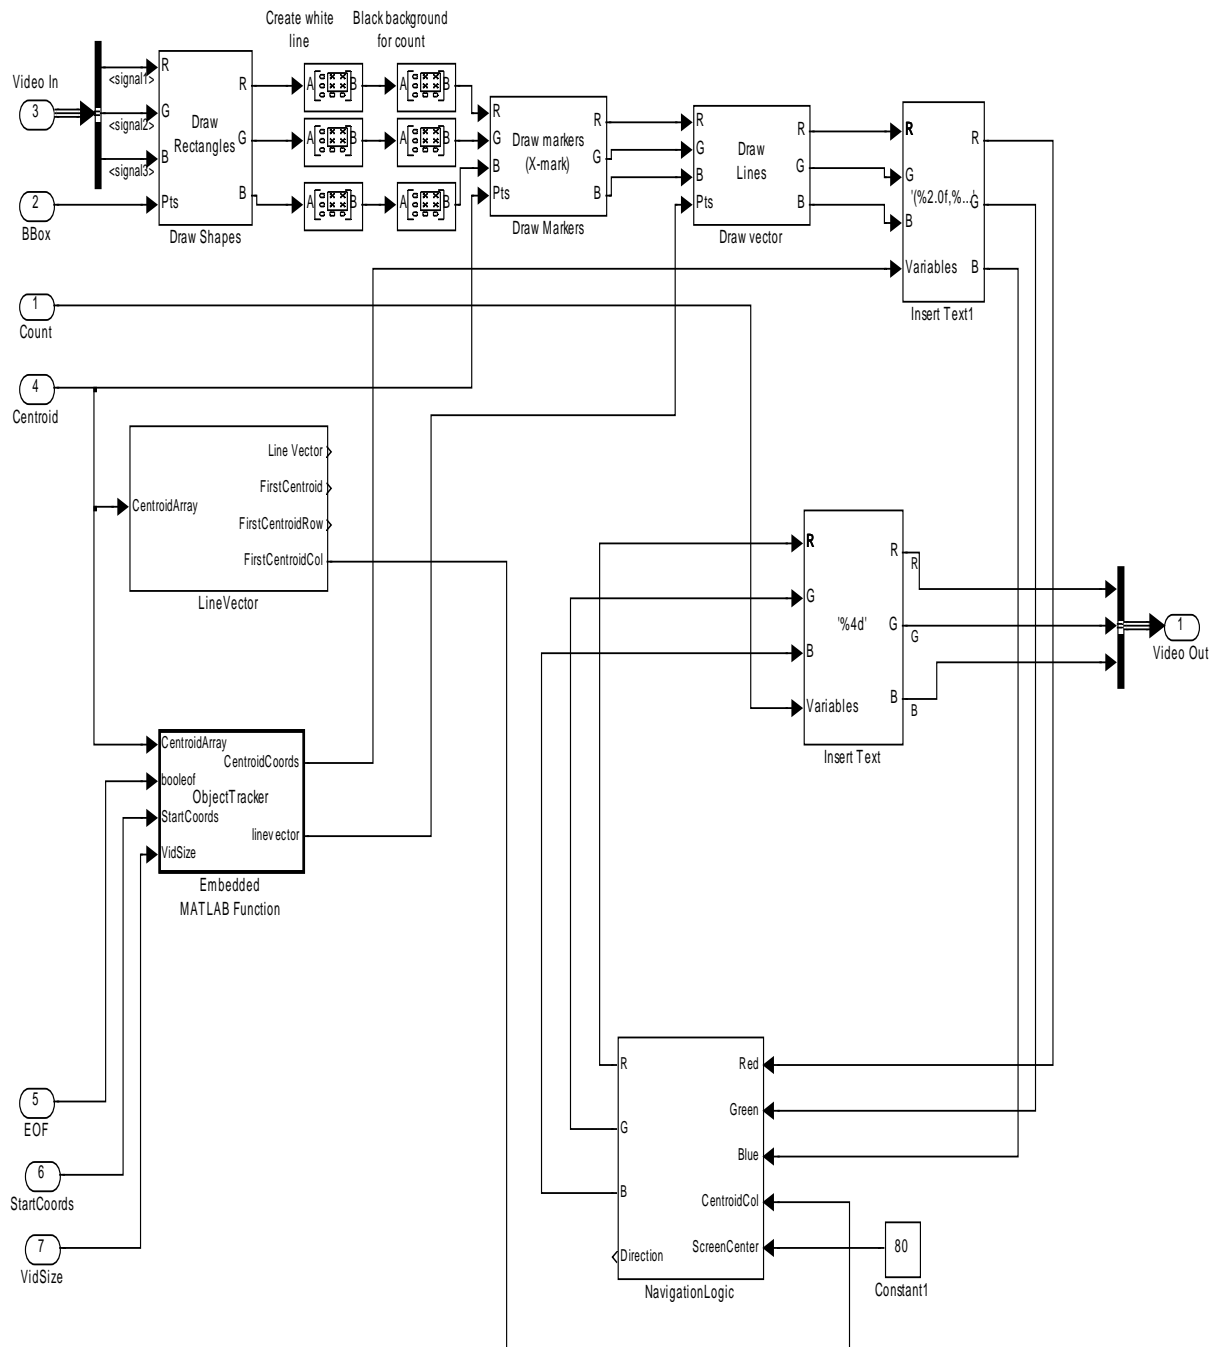 Create white
line
Black background
for count
Video In
3
<signal1>
<signal2>
<signal3>
R
G
B
Pts
Draw
Rectangles
R
G
B
Draw Shapes
A B
A B
A B
A B
A B
A B
R
G
B
Pts
Draw markers
(X-mark)
R
G
B
Draw Markers
R
G
B
Pts
Draw
Lines
R
G
B
Draw vector
R
G
B
Variables
'(%2.0f,%...'
R
G
B
Insert Text1
2
BBox
1
Count
4
Centroid
CentroidArray
Line Vector
FirstCentroid
FirstCentroidRow
FirstCentroidCol
LineVector
R
G
B
Variables
'%4d'
R
G
B
R
G
B
Insert Text
1
Video Out
CentroidArray
booleof
StartCoords
VidSize
ObjectTracker
CentroidCoords
linevector
Embedded
MATLAB Function
5
EOF
6
StartCoords
7
VidSize
R
G
B
Direction
Red
Green
Blue
CentroidCol
ScreenCenter
NavigationLogic
80
Constant1